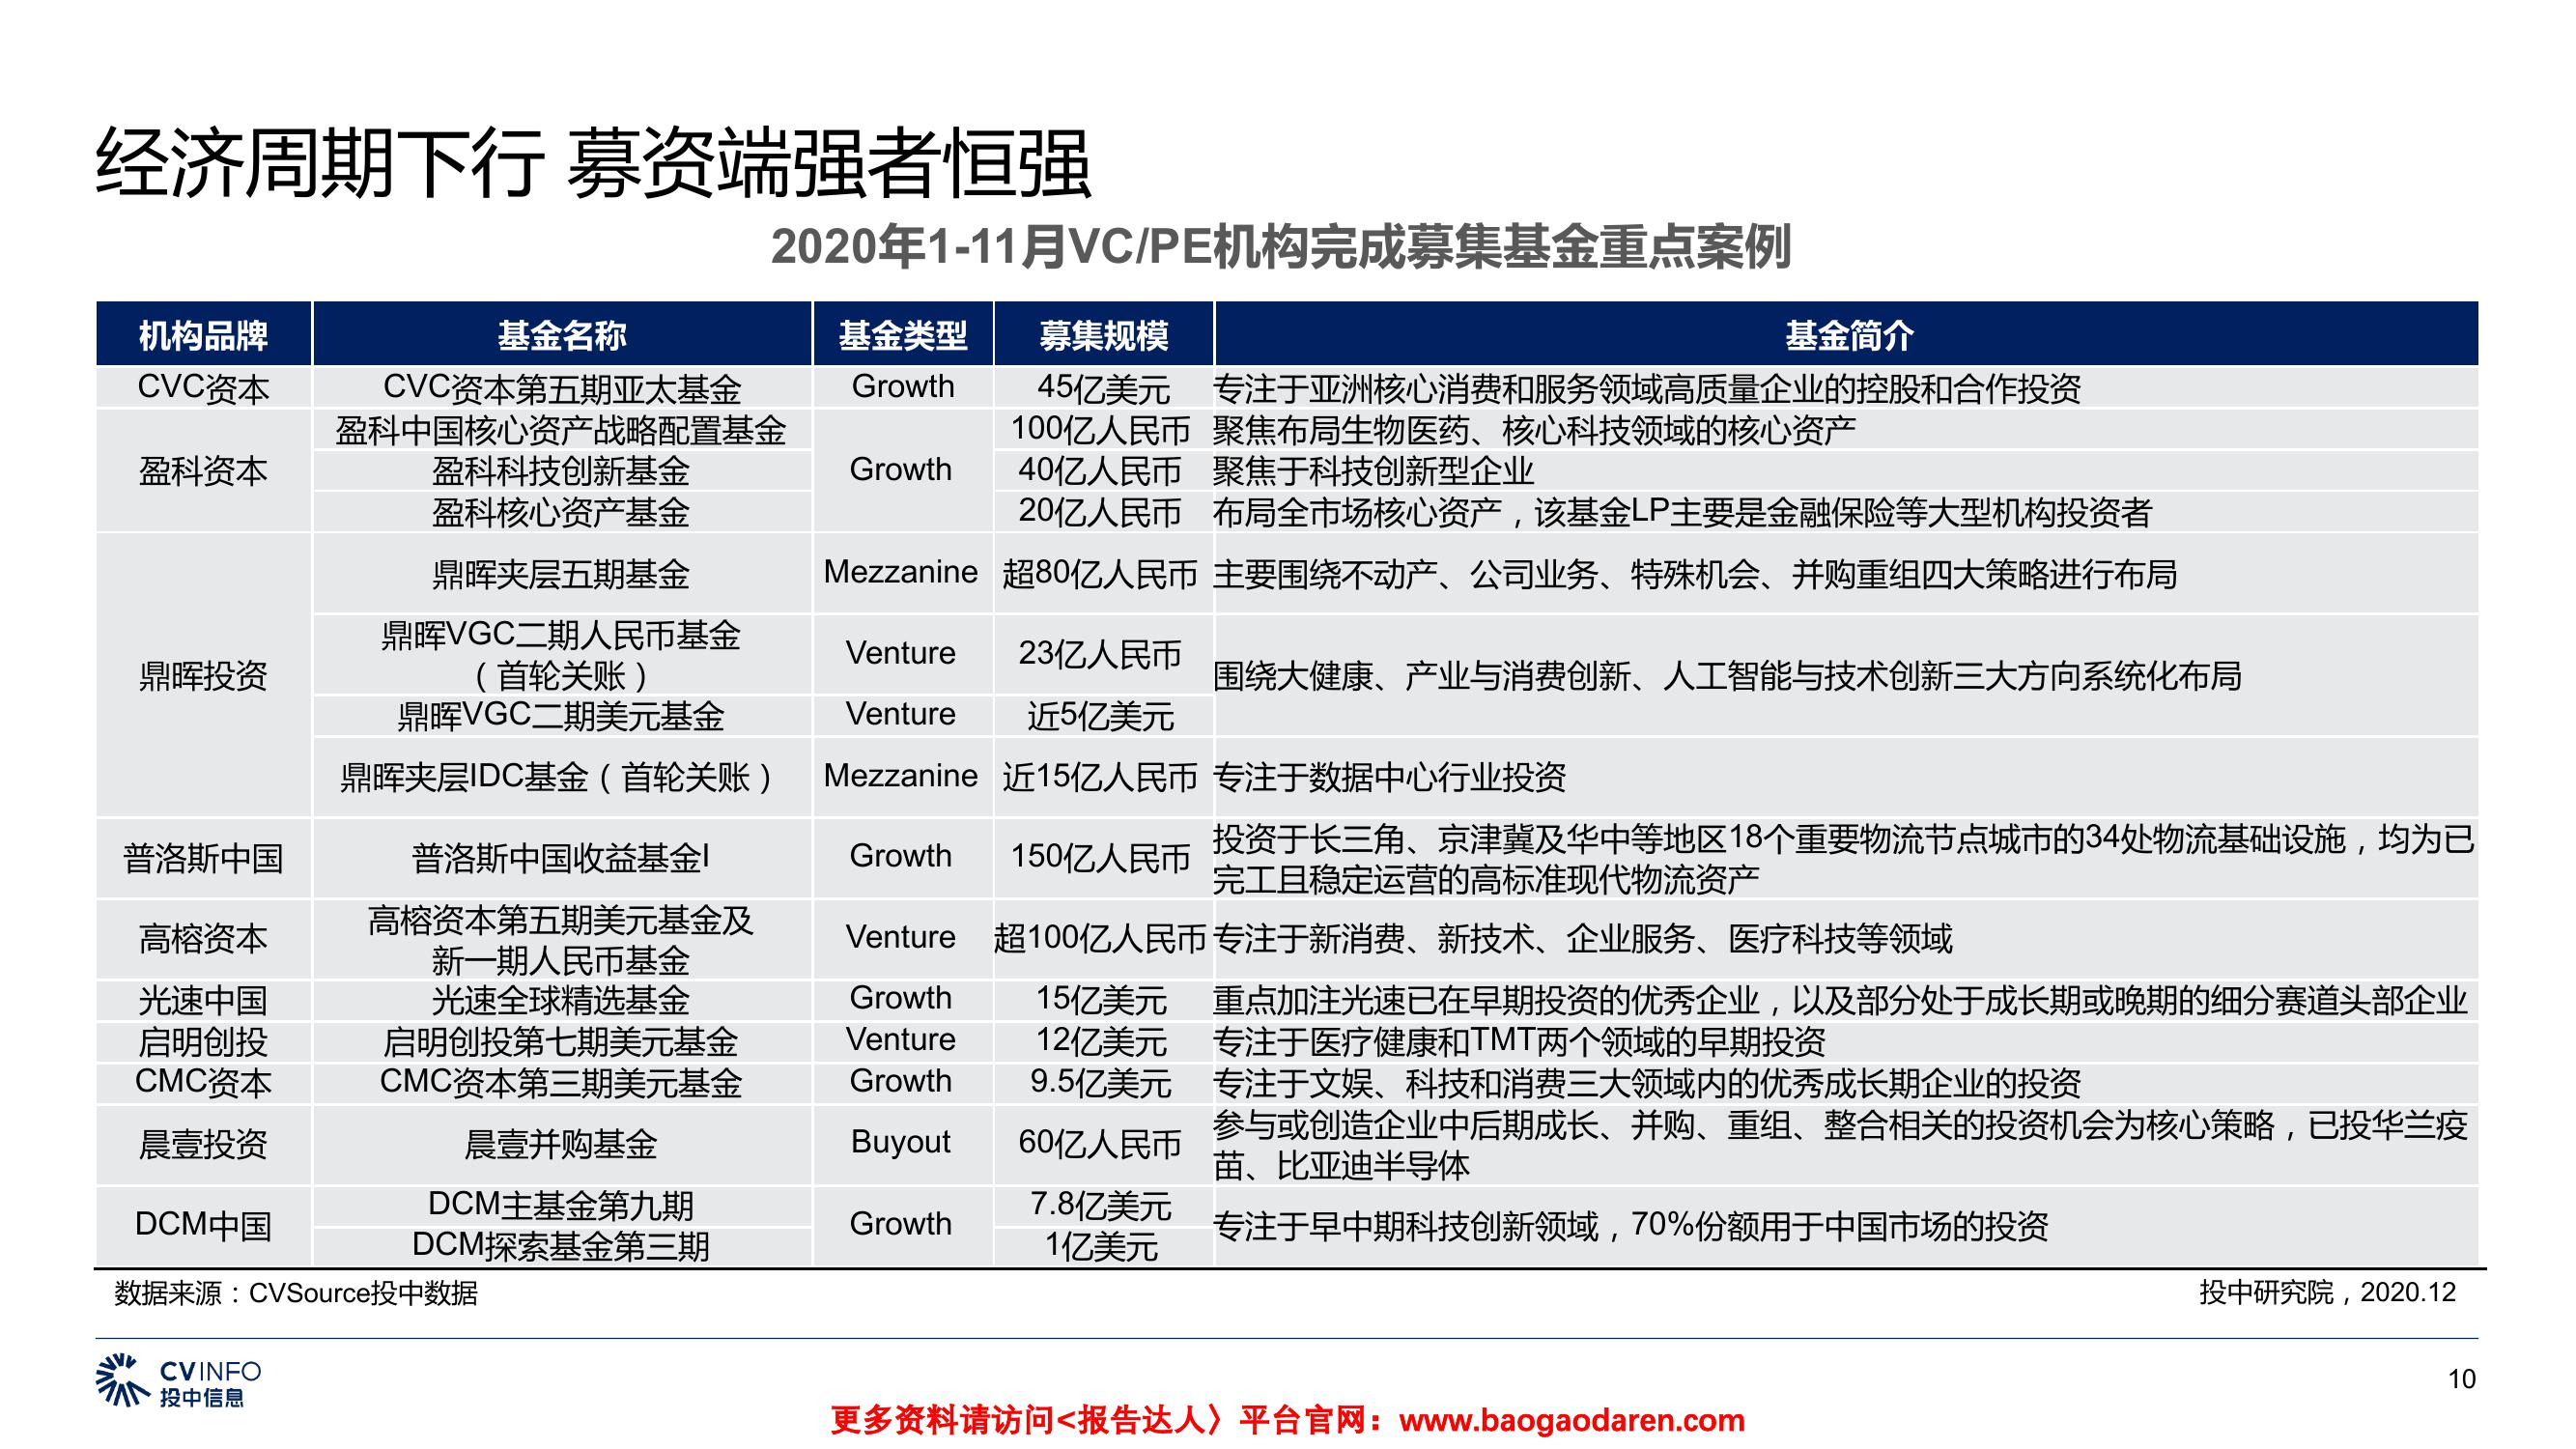 经济周期下行 募资端强者恒强
2020年1-11月VC/PE机构完成募集基金重点案例
机构品牌 基金名称 基金类型 募集规模 基金简介
CVC资本 CVC资本第五期亚太基金 Growth 45亿美元 专注于亚洲核心消费和服务领域高质量企业的控股和合作投资
盈科资本 盈科中国核心资产战略配置基金 Growth 100亿人民币 聚焦布局生物医药、核心科技领域的核心资产
盈科科技创新基金 40亿人民币 聚焦于科技创新型企业
盈科核心资产基金 20亿人民币 布局全市场核心资产，该基金LP主要是金融保险等大型机构投资者
鼎晖投资 鼎晖夹层五期基金 Mezzanine 超80亿人民币 主要围绕不动产、公司业务、特殊机会、并购重组四大策略进行布局
鼎晖VGC二期人民币基金
（首轮关账） Venture 23亿人民币 围绕大健康、产业与消费创新、人工智能与技术创新三大方向系统化布局
鼎晖VGC二期美元基金 Venture 近5亿美元
鼎晖夹层IDC基金（首轮关账） Mezzanine 近15亿人民币 专注于数据中心行业投资
普洛斯中国 普洛斯中国收益基金I Growth 150亿人民币 投资于长三角、京津冀及华中等地区18个重要物流节点城市的34处物流基础设施，均为已
完工且稳定运营的高标准现代物流资产
高榕资本 高榕资本第五期美元基金及
新一期人民币基金 Venture 超100亿人民币 专注于新消费、新技术、企业服务、医疗科技等领域
光速中国 光速全球精选基金 Growth 15亿美元 重点加注光速已在早期投资的优秀企业，以及部分处于成长期或晚期的细分赛道头部企业
启明创投 启明创投第七期美元基金 Venture 12亿美元 专注于医疗健康和TMT两个领域的早期投资
CMC资本 CMC资本第三期美元基金 Growth 9.5亿美元 专注于文娱、科技和消费三大领域内的优秀成长期企业的投资
晨壹投资 晨壹并购基金 Buyout 60亿人民币 参与或创造企业中后期成长、并购、重组、整合相关的投资机会为核心策略，已投华兰疫
苗、比亚迪半导体
DCM中国 DCM主基金第九期 Growth 7.8亿美元 专注于早中期科技创新领域，70%份额用于中国市场的投资
DCM探索基金第三期 1亿美元
数据来源：CVSource投中数据 投中研究院，2020.12
CVINFO
投中信息
10
更多资料请访问<报告达人〉平台官网：www.baogaodaren.com